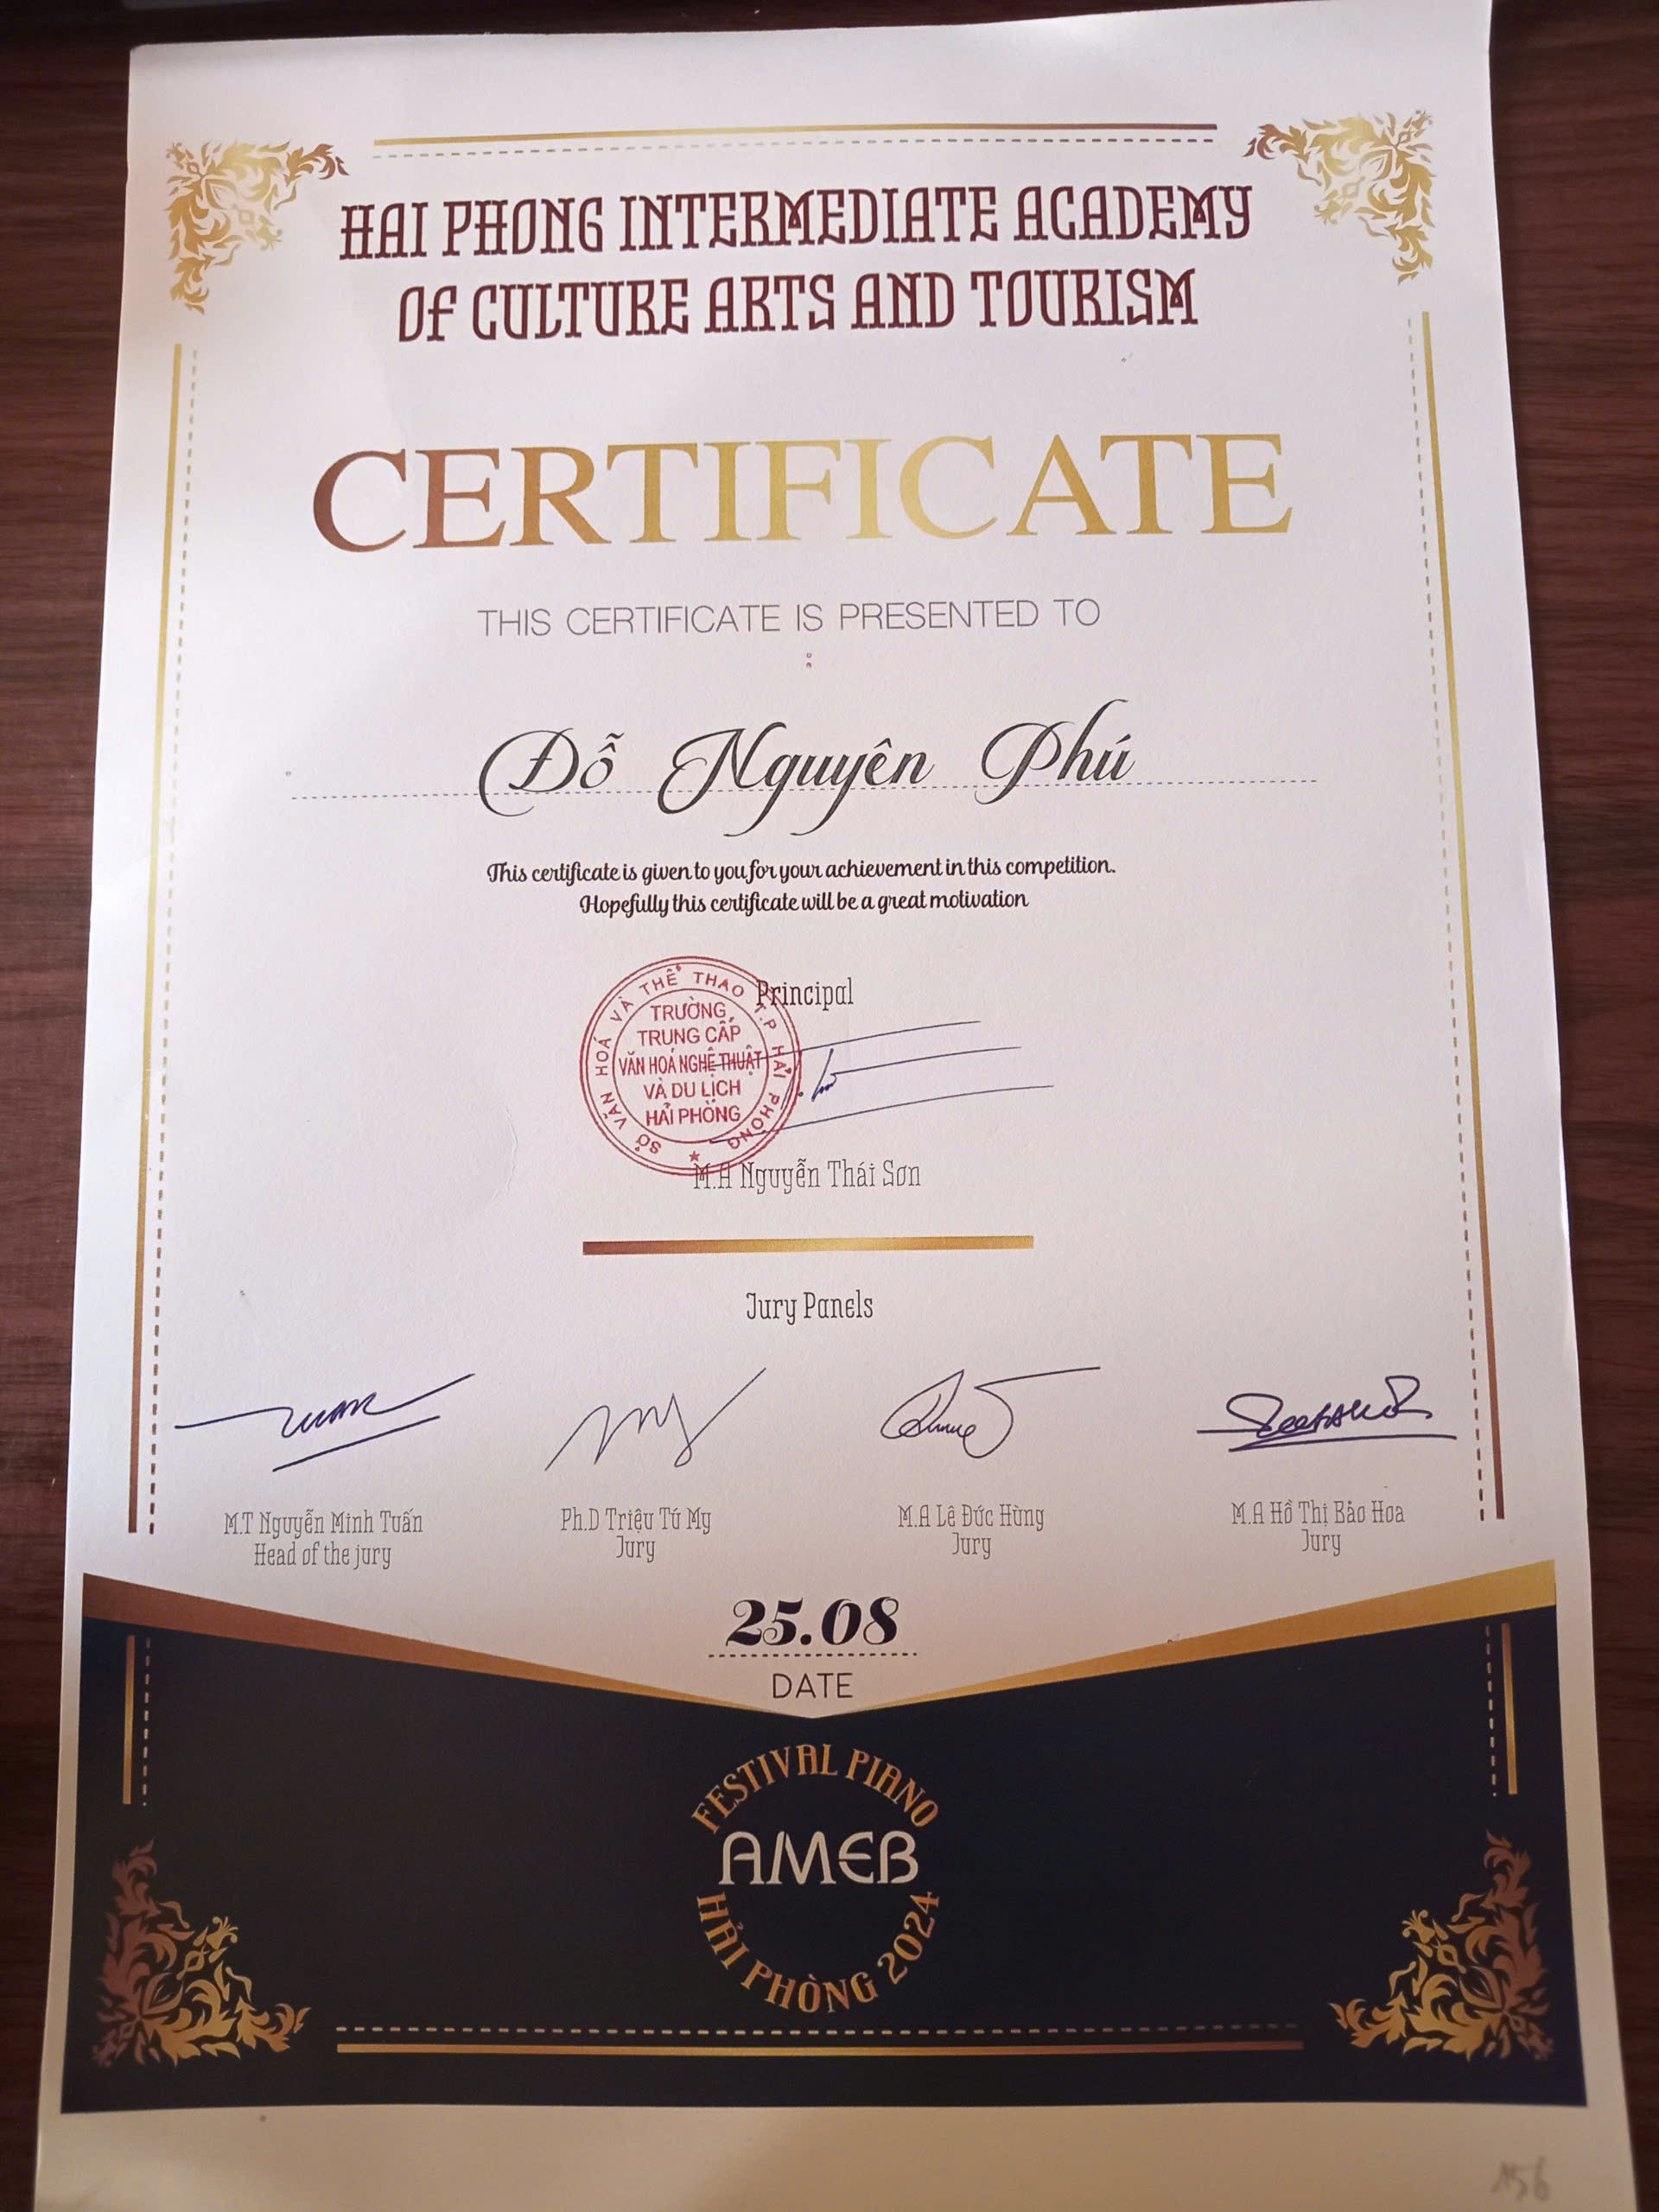 HAI PHONG INTERMEDIATE ACADEMY
OF CULTURE ARTS AND TOURISM
CERTIFICATE
THIS CERTIFICATE IS PRESENTED TO
:
Đỗ Nguyên Phú
This certificate is given to you for your achievement in this competition.
Hopefully this certificate will be a great motivation
Principal
SỞ VĂN HOÁ VÀ THỂ THAO T.P HẢI PHÒNG
TRƯỜNG
TRUNG CẤP
VĂN HOÁ NGHỆ THUẬT
VÀ DU LỊCH
HẢI PHÒNG
M.A Nguyễn Thái Sơn
Jury Panels
M.T Nguyễn Minh Tuấn
Head of the jury
Ph.D Triệu Tú My
Jury
M.A Lê Đức Hùng
Jury
M.A Hồ Thị Bảo Hoa
Jury
25.08
DATE
FESTIVAL PIANO
AMEB
HẢI PHÒNG 2024
156